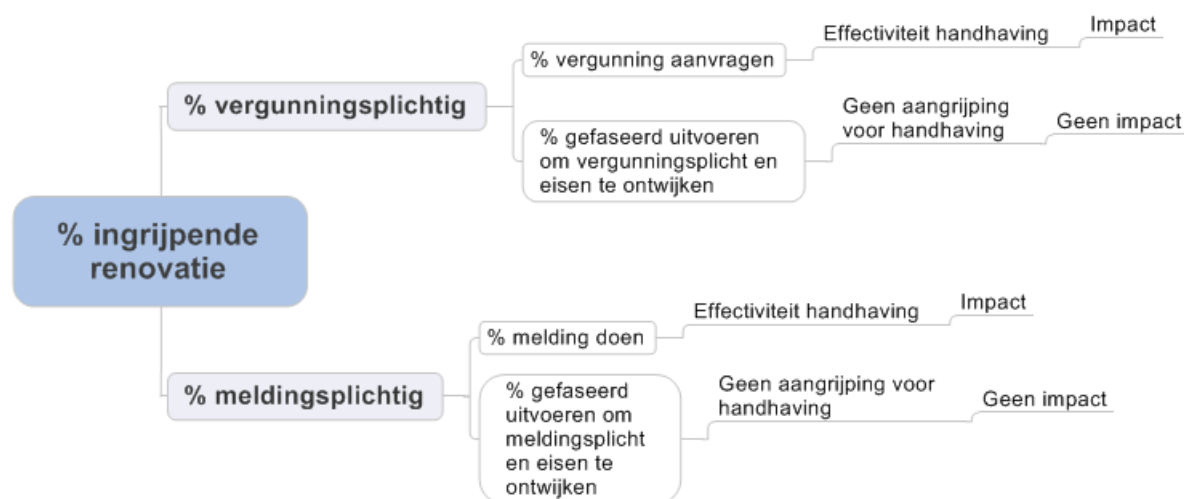 % ingrijpende
renovatie
% vergunningsplichtig
% vergunning aanvragen
Effectiviteit handhaving
Impact
% gefaseerd uitvoeren
om vergunningsplicht en
eisen te ontwijken
Geen aangrijping
voor handhaving
Geen impact
% meldingsplichtig
% melding doen
Effectiviteit handhaving
Impact
% gefaseerd
uitvoeren om
meldingsplicht
en eisen te
ontwijken
Geen aangrijping voor
handhaving
Geen impact